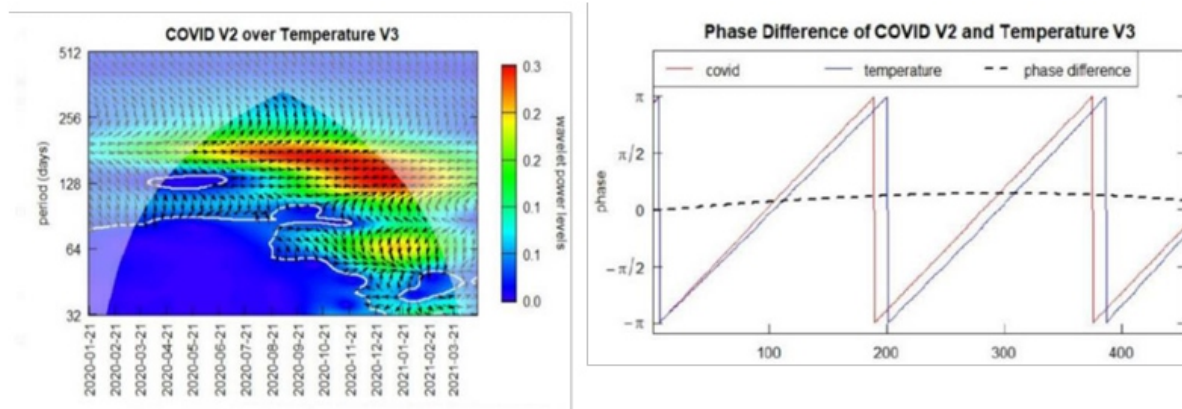 COVID V2 over Temperature V3
512
256
128
64
32
period (days)
2020-01-21
2020-02-21
2020-03-21
2020-04-21
2020-05-21
2020-06-21
2020-07-21
2020-08-21
2020-09-21
2020-10-21
2020-11-21
2020-12-21
2021-01-21
2021-02-21
2021-03-21
0.3
0.2
0.2
0.1
0.1
0.0
wavelet power levels
Phase Difference of COVID V2 and Temperature V3
covid temperature phase difference
π
π/2
0
-π/2
-π
phase
100 200 300 400